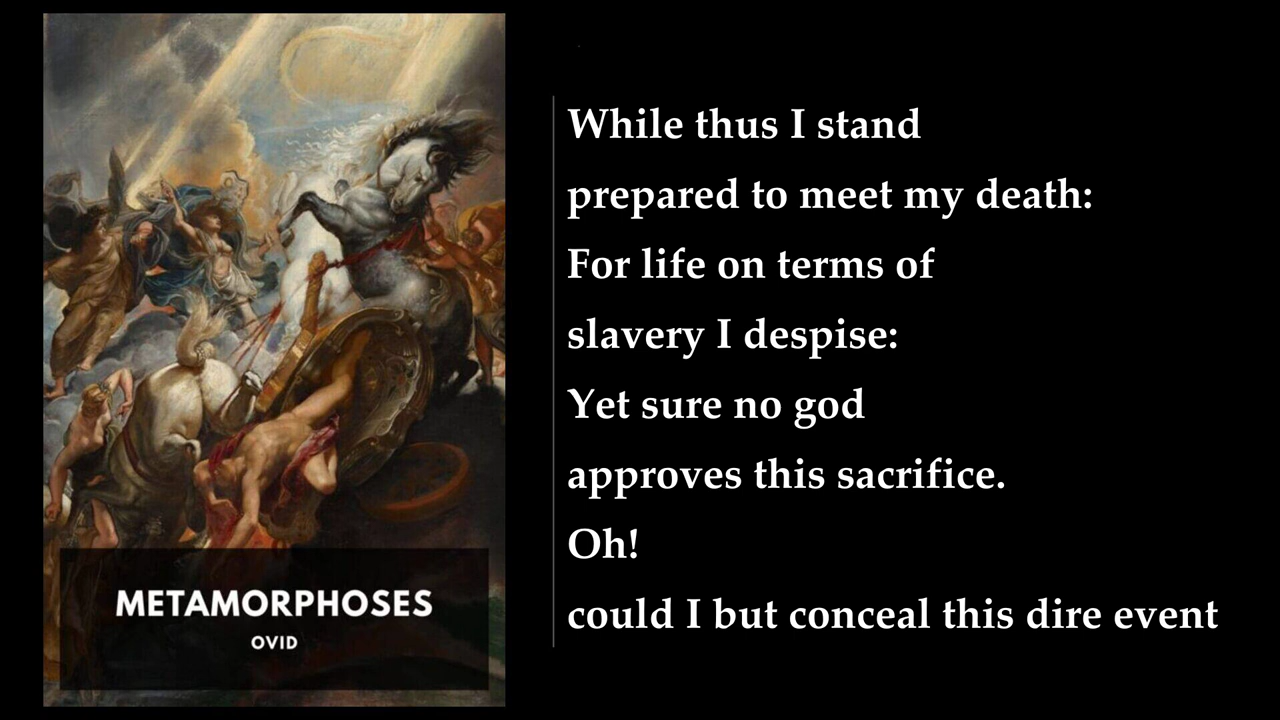 METAMORPHOSES
OVID
While thus I stand
prepared to meet my death:
For life on terms of
slavery I despise:
Yet sure no god
approves this sacrifice.
Oh!
could I but conceal this dire event